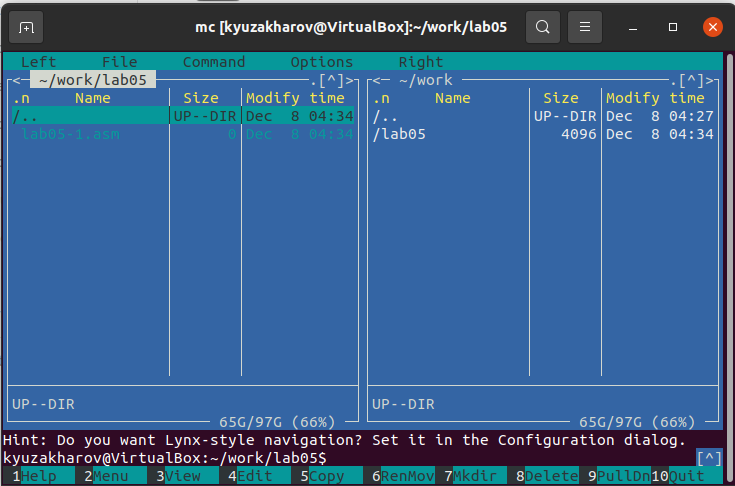 mc [kyuzakharov@VirtualBox]:~/work/lab05
Left File Command Options Right
<─ ~/work/lab05 .[^]> <─ ~/work .[^]>
.n Name Size Modify time .n Name Size Modify time
/.. UP--DIR Dec 8 04:34 /.. UP--DIR Dec 8 04:27
lab05-1.asm 0 Dec 8 04:34 /lab05 4096 Dec 8 04:34
UP--DIR UP--DIR
65G/97G (66%) 65G/97G (66%)
Hint: Do you want Lynx-style navigation? Set it in the Configuration dialog.
kyuzakharov@VirtualBox:~/work/lab05$ [^]
1Help 2Menu 3View 4Edit 5Copy 6RenMov 7Mkdir 8Delete 9PullDn 10Quit